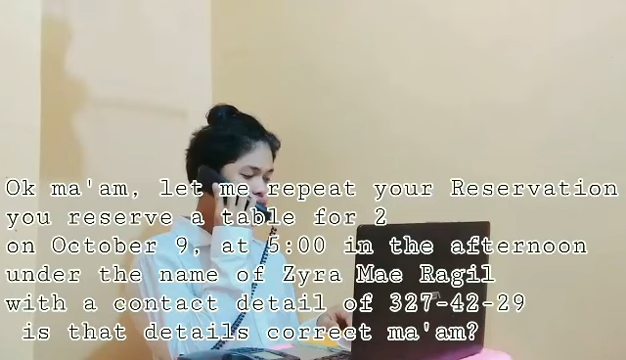 Ok ma'am, let me repeat your Reservation
you reserve a table for 2
on October 9, at 5:00 in the afternoon
under the name of Zyra Mae Ragil
with a contact detail of 327-42-29
is that details correct ma'am?